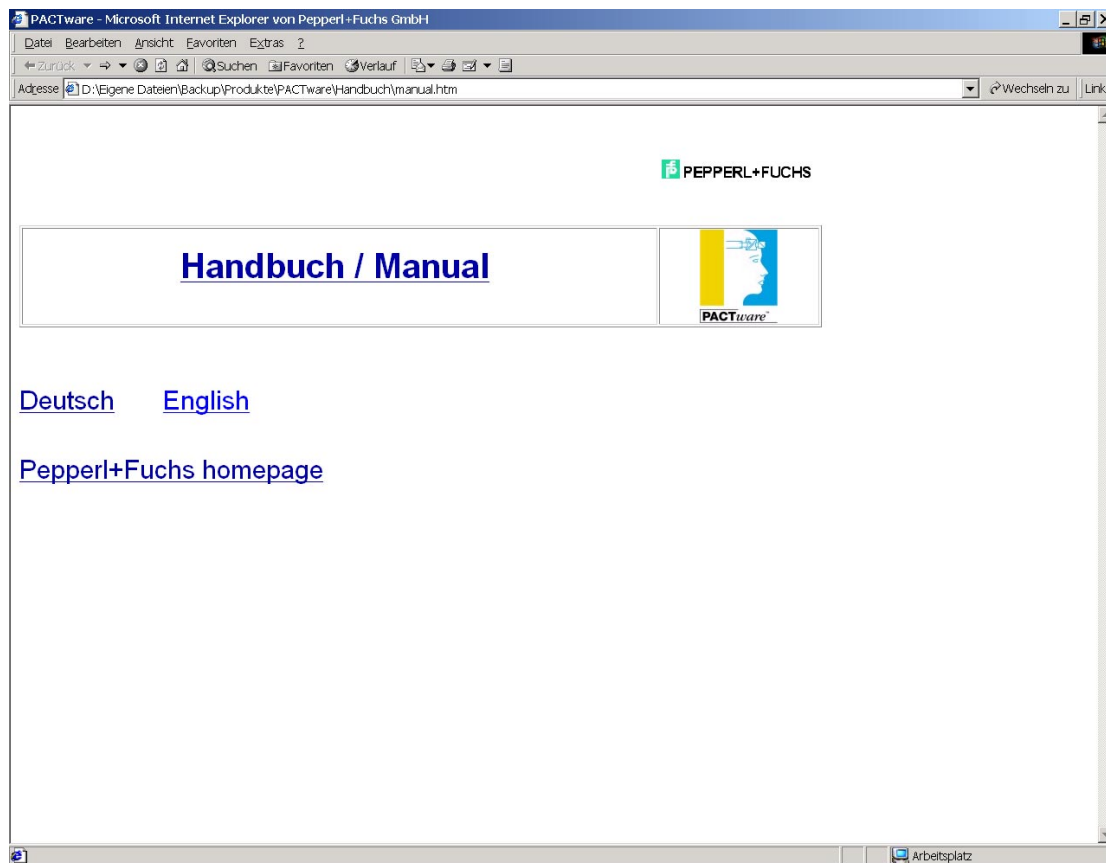 PACTware - Microsoft Internet Explorer von Pepperl+Fuchs GmbH
Datei Bearbeiten Ansicht Favoriten Extras ?
Zurück Suchen Favoriten Verlauf
Adresse D:\Eigene Dateien\Backup\Produkte\PACTware\Handbuch\manual.htm Wechseln zu Link
PEPPERL+FUCHS
Handbuch / Manual
PACTware™
Deutsch English
Pepperl+Fuchs homepage
Arbeitsplatz